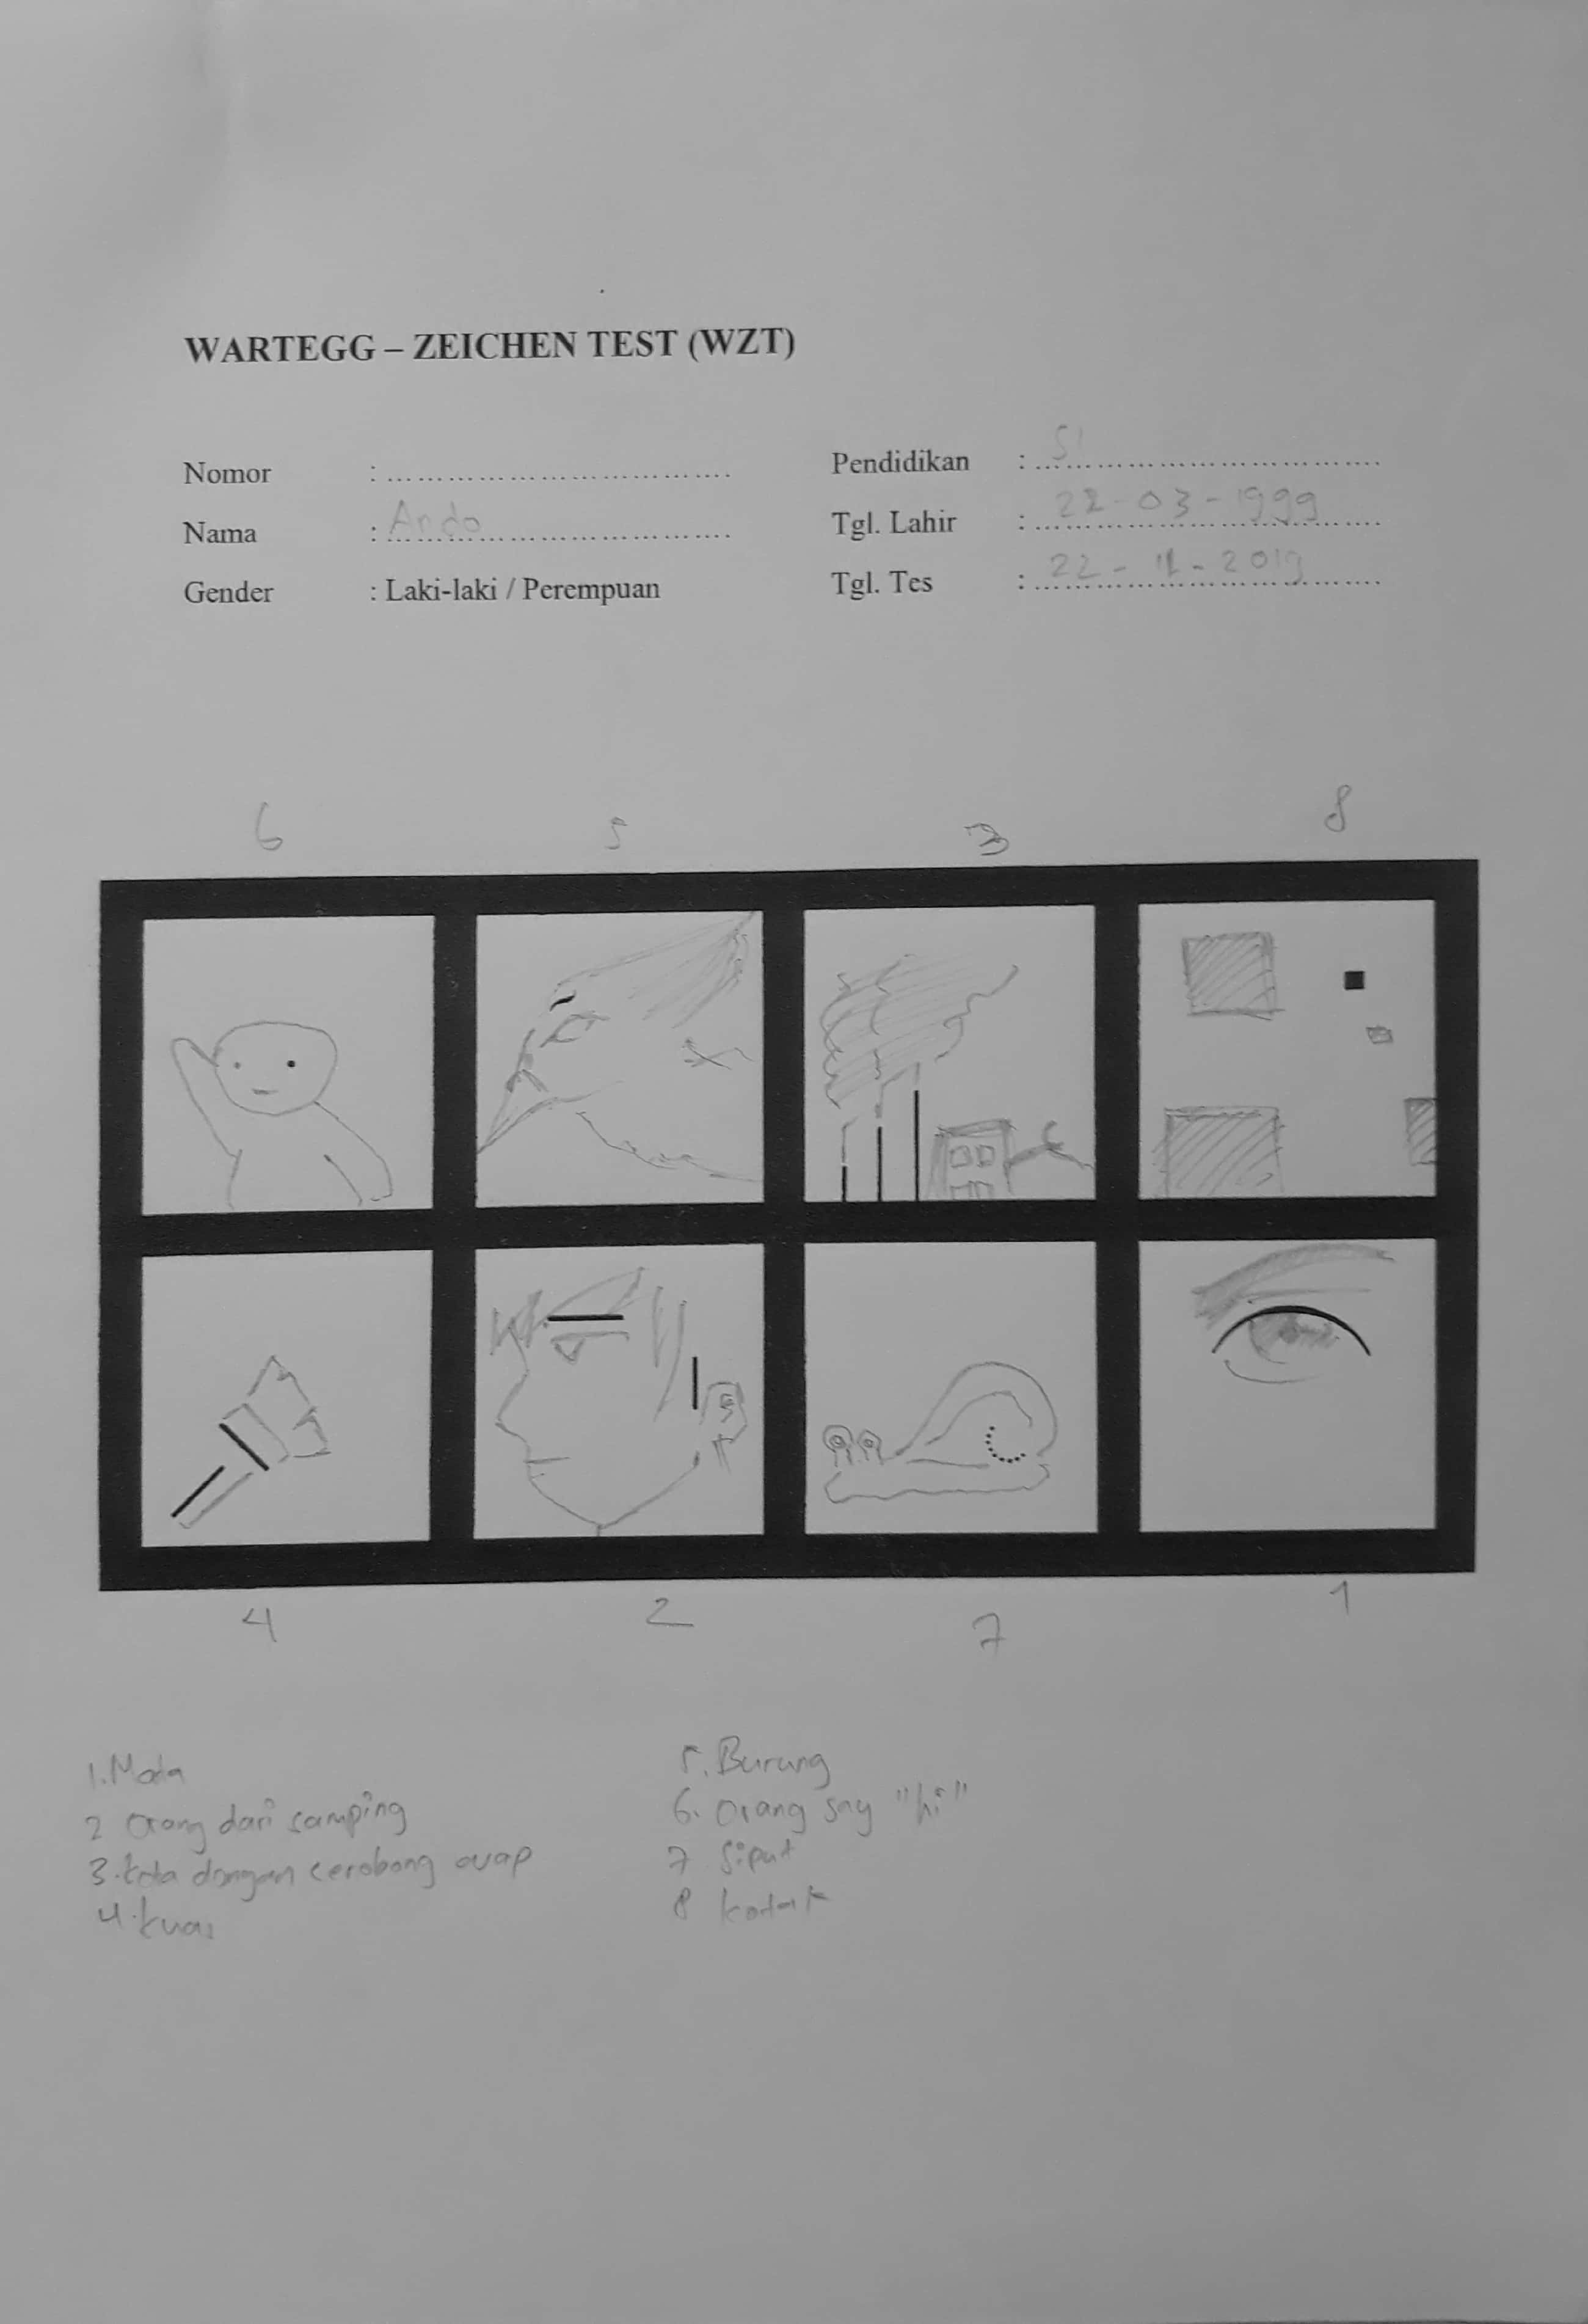 WARTEGG – ZEICHEN TEST (WZT)
Nomor : ..........
Nama : Ando
Gender : Laki-laki / Perempuan
Pendidikan : S1
Tgl. Lahir : 22-03-1999
Tgl. Tes : 22-11-2019
6 5 3 8
4 2 7 1
1. Mata
2 Orang dari samping
3. kota dengan cerobong asap
4. kuas
5. Burung
6. Orang say "hi"
7 Siput
8 kotak